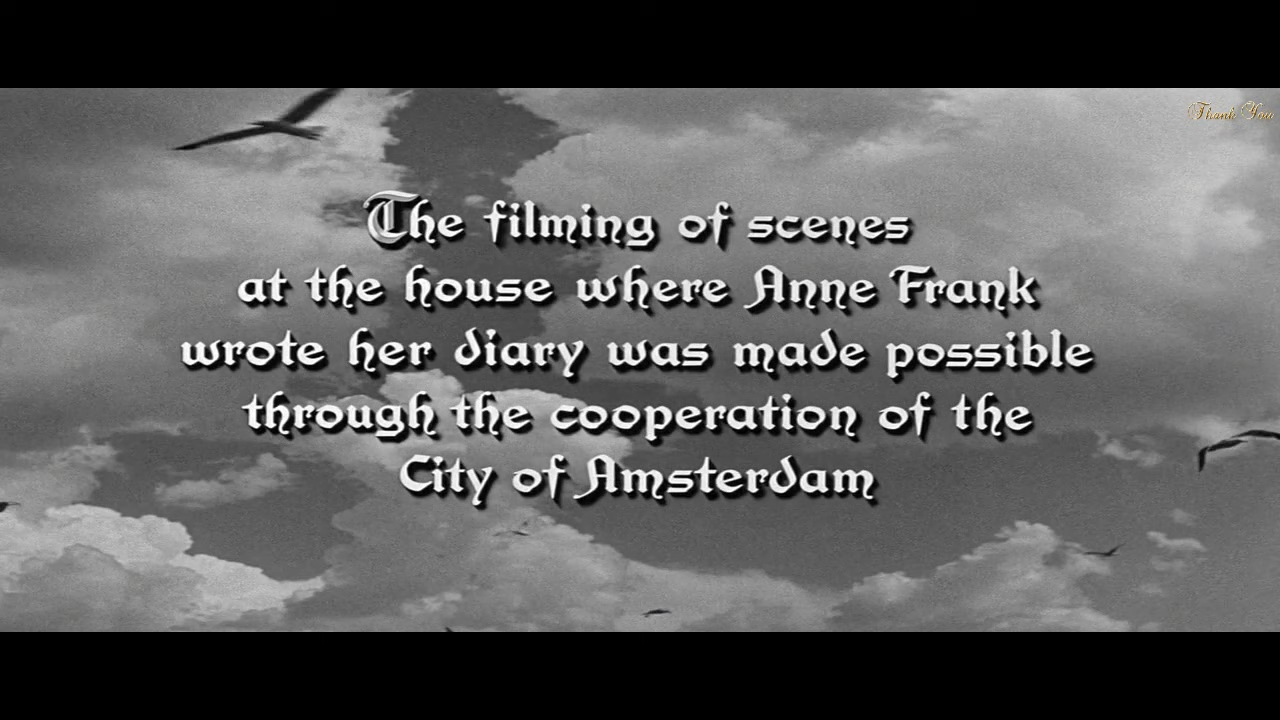 Thank You
The filming of scenes
at the house where Anne Frank
wrote her diary was made possible
through the cooperation of the
City of Amsterdam